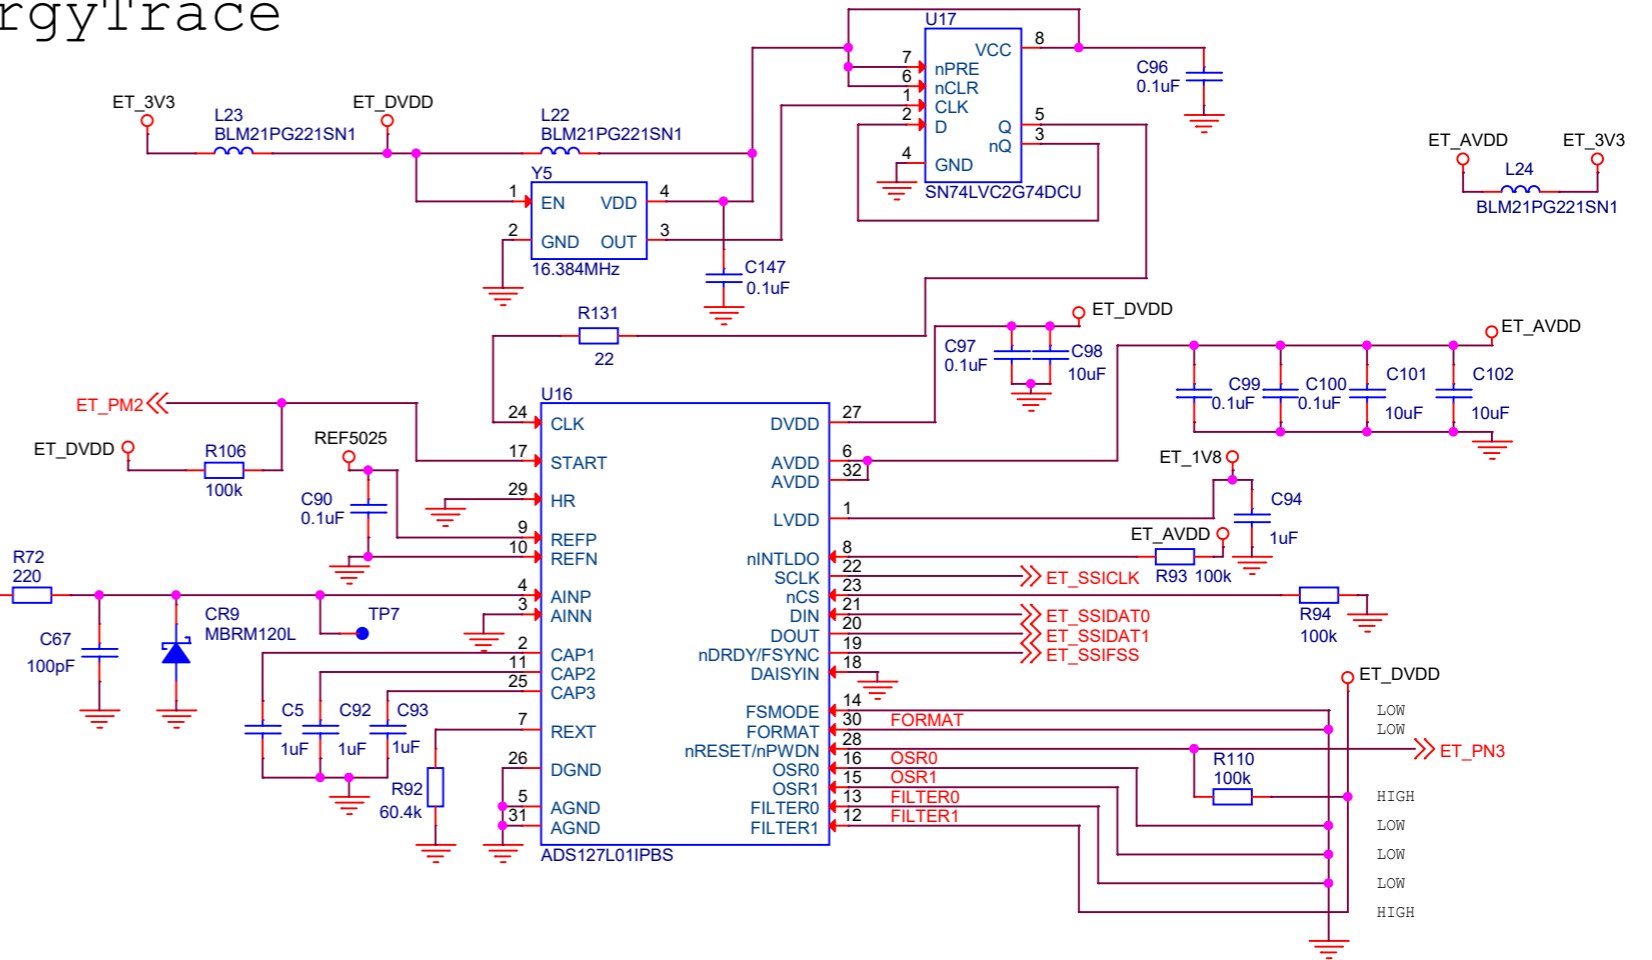 rgyTrace
U17
VCC 8
7 nPRE
6 nCLR
1 CLK
2 D
Q 5
nQ 3
4 GND
SN74LVC2G74DCU
C96
0.1uF
ET_3V3
L23
BLM21PG221SN1
ET_DVDD
L22
BLM21PG221SN1
Y5
1 EN VDD 4
2 GND OUT 3
16.384MHz
C147
0.1uF
ET_AVDD
ET_3V3
L24
BLM21PG221SN1
R131
22
ET_DVDD
C97
0.1uF
C98
10uF
ET_AVDD
C99
0.1uF
C100
0.1uF
C101
10uF
C102
10uF
ET_PM2
ET_DVDD
R106
100k
REF5025
C90
0.1uF
R72
220
C67
100pF
CR9
MBRM120L
TP7
C5
1uF
C92
1uF
C93
1uF
R92
60.4k
U16
24 CLK
17 START
29 HR
9 REFP
10 REFN
4 AINP
3 AINN
2 CAP1
11 CAP2
25 CAP3
7 REXT
26 DGND
5 AGND
31 AGND
DVDD 27
AVDD 6
AVDD 32
LVDD 1
nINTLDO 8
SCLK 22
nCS 23
DIN 21
DOUT 20
nDRDY/FSYNC 19
DAISYIN 18
FSMODE 14
FORMAT 30 FORMAT
nRESET/nPWDN 28
OSR0 16 OSR0
OSR1 15 OSR1
FILTER0 13 FILTER0
FILTER1 12 FILTER1
ADS127L01IPBS
ET_1V8
C94
1uF
ET_AVDD
R93 100k
ET_SSICLK
R94
100k
ET_SSIDAT0
ET_SSIDAT1
ET_SSIFSS
ET_DVDD
LOW
LOW
ET_PN3
R110
100k
HIGH
LOW
LOW
LOW
HIGH